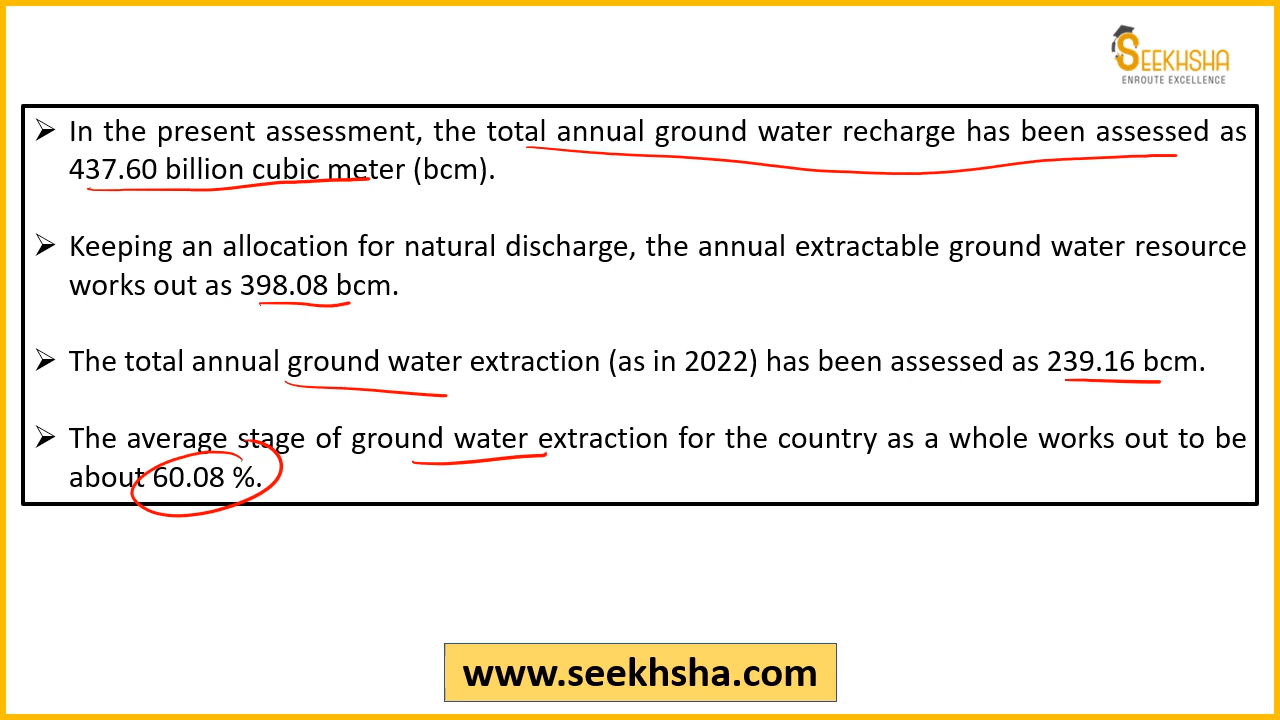 SEEKHSHA
ENROUTE EXCELLENCE
➢ In the present assessment, the total annual ground water recharge has been assessed as
437.60 billion cubic meter (bcm).
➢ Keeping an allocation for natural discharge, the annual extractable ground water resource
works out as 398.08 bcm.
➢ The total annual ground water extraction (as in 2022) has been assessed as 239.16 bcm.
➢ The average stage of ground water extraction for the country as a whole works out to be
about 60.08 %.
www.seekhsha.com